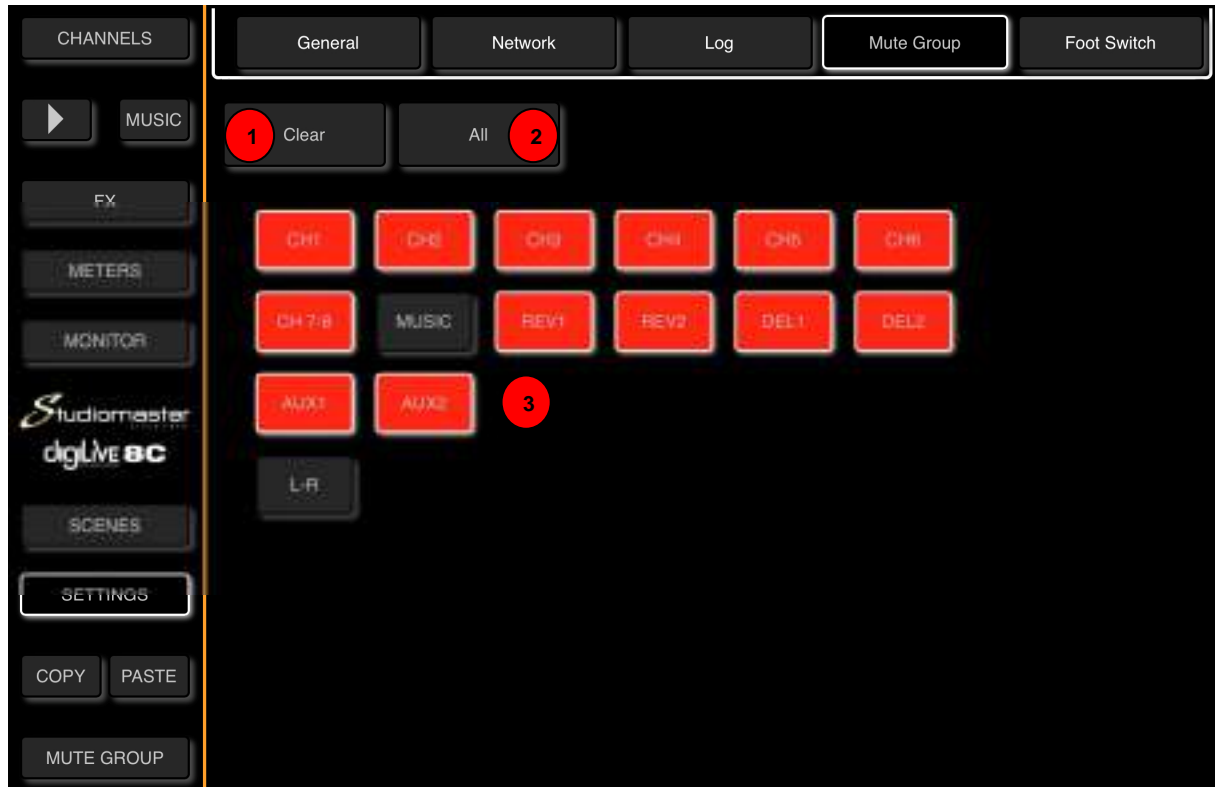 CHANNELS
General Network Log Mute Group Foot Switch
MUSIC
1 Clear All 2
FX
CH1 CH2 CH3 CH4 CH5 CH6
METERS
CH 7/8 MUSIC REV1 REV2 DEL1 DEL2
MONITOR
AUX1 AUX2 3
Studiomaster
digiLiVE 8C
L-R
SCENES
SETTINGS
COPY PASTE
MUTE GROUP